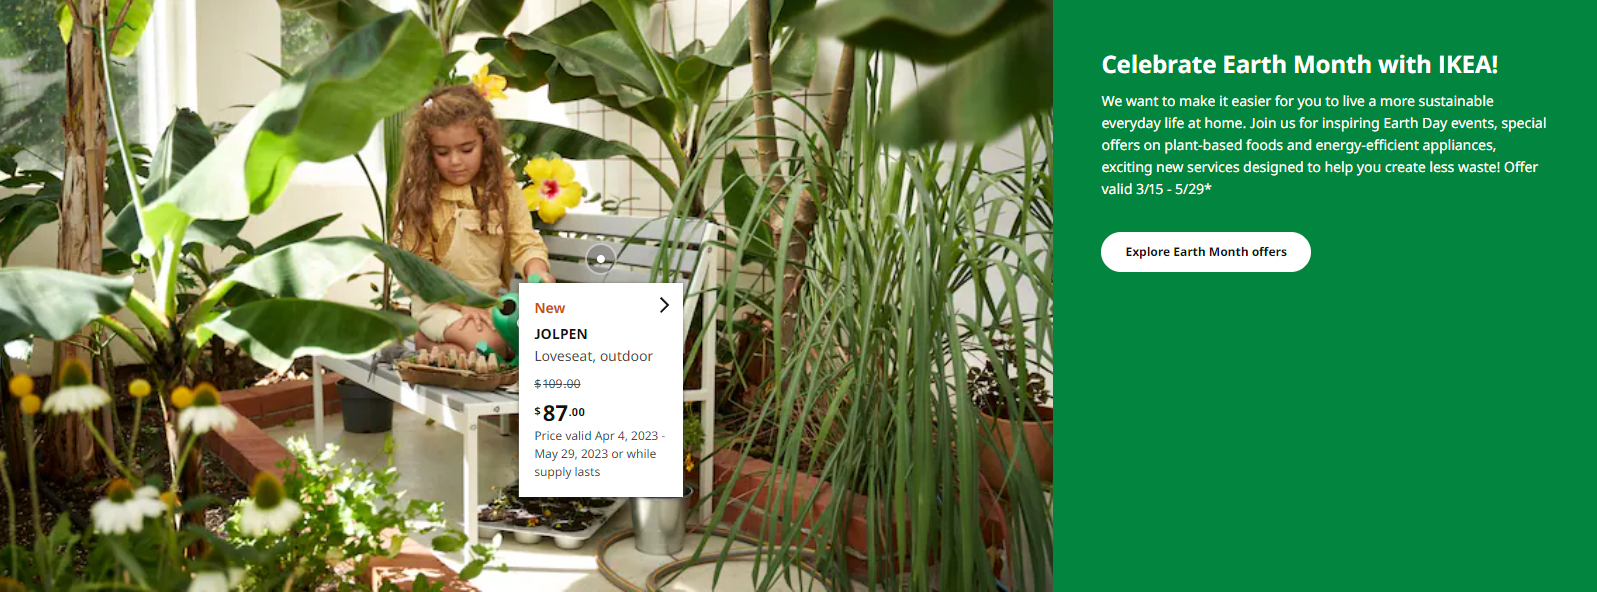 Celebrate Earth Month with IKEA!
We want to make it easier for you to live a more sustainable
everyday life at home. Join us for inspiring Earth Day events, special
offers on plant-based foods and energy-efficient appliances,
exciting new services designed to help you create less waste! Offer
valid 3/15 - 5/29*
Explore Earth Month offers
New
JOLPEN
Loveseat, outdoor
$109.00
$87.00
Price valid Apr 4, 2023 -
May 29, 2023 or while
supply lasts